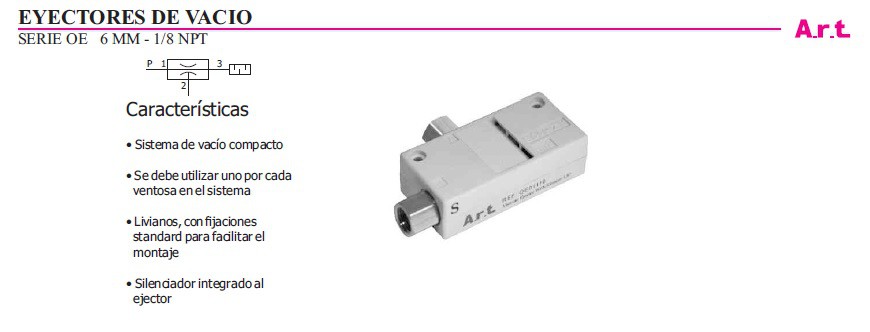 EYECTORES DE VACIO
SERIE OE 6 MM - 1/8 NPT
A.r.t.
P 1 3
2
Características
• Sistema de vacío compacto
• Se debe utilizar uno por cada
ventosa en el sistema
• Livianos, con fijaciones
standard para facilitar el
montaje
• Silenciador integrado al
ejector
S
A.r.t.
REF.